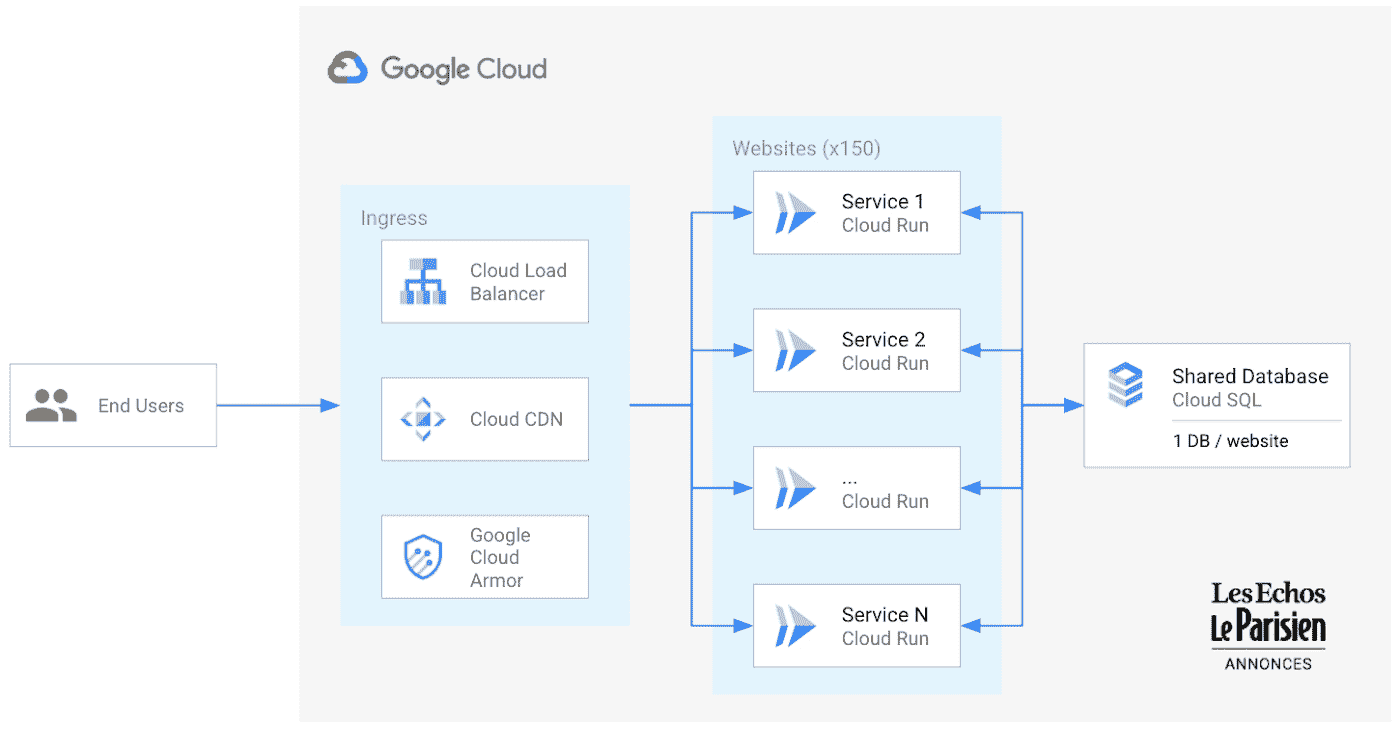 Google Cloud
Websites (x150)
Ingress
Cloud Load
Balancer
Cloud CDN
Google
Cloud
Armor
End Users
Service 1
Cloud Run
Service 2
Cloud Run
...
Cloud Run
Service N
Cloud Run
Shared Database
Cloud SQL
1 DB / website
Les Echos
Le Parisien
ANNONCES